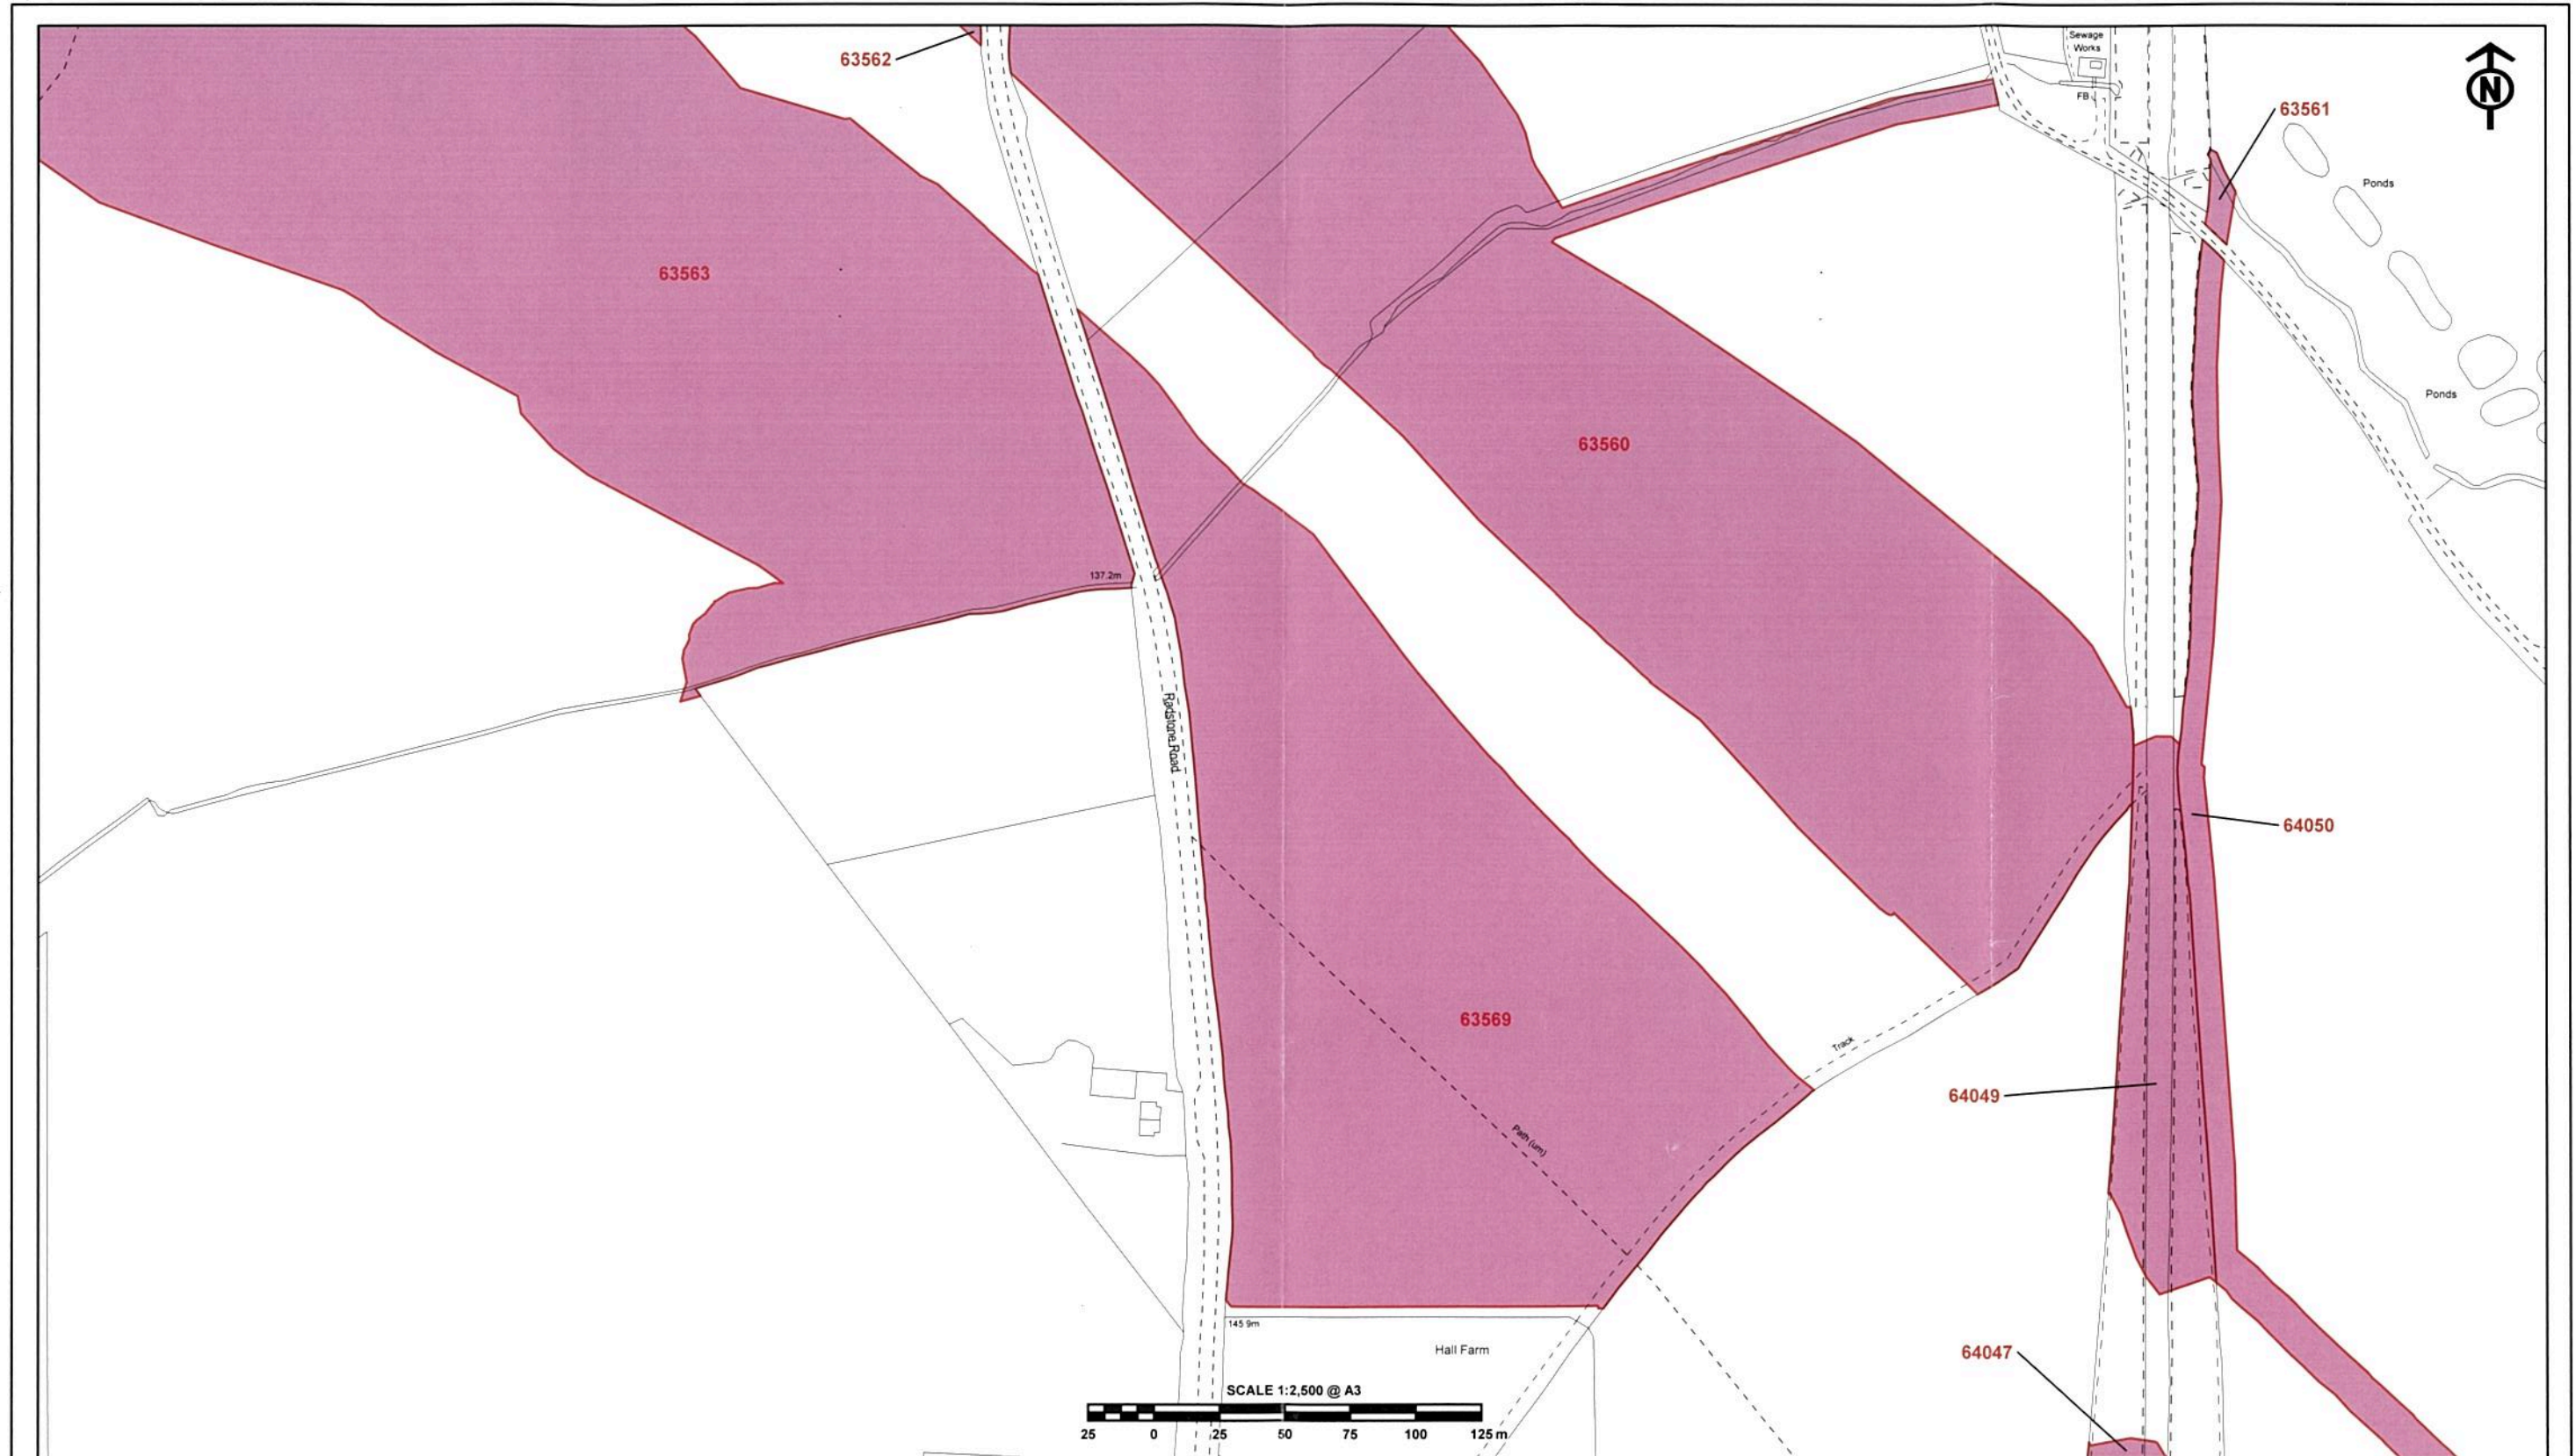 Sewage
Works
63562
N
FB
63561
Ponds
63563
Ponds
63560
137.2m
Radstone Road
64050
63569
Track
64049
Path (um)
145.9m
Hall Farm
64047
SCALE 1:2,500 @ A3
25 0 25 50 75 100 125 m